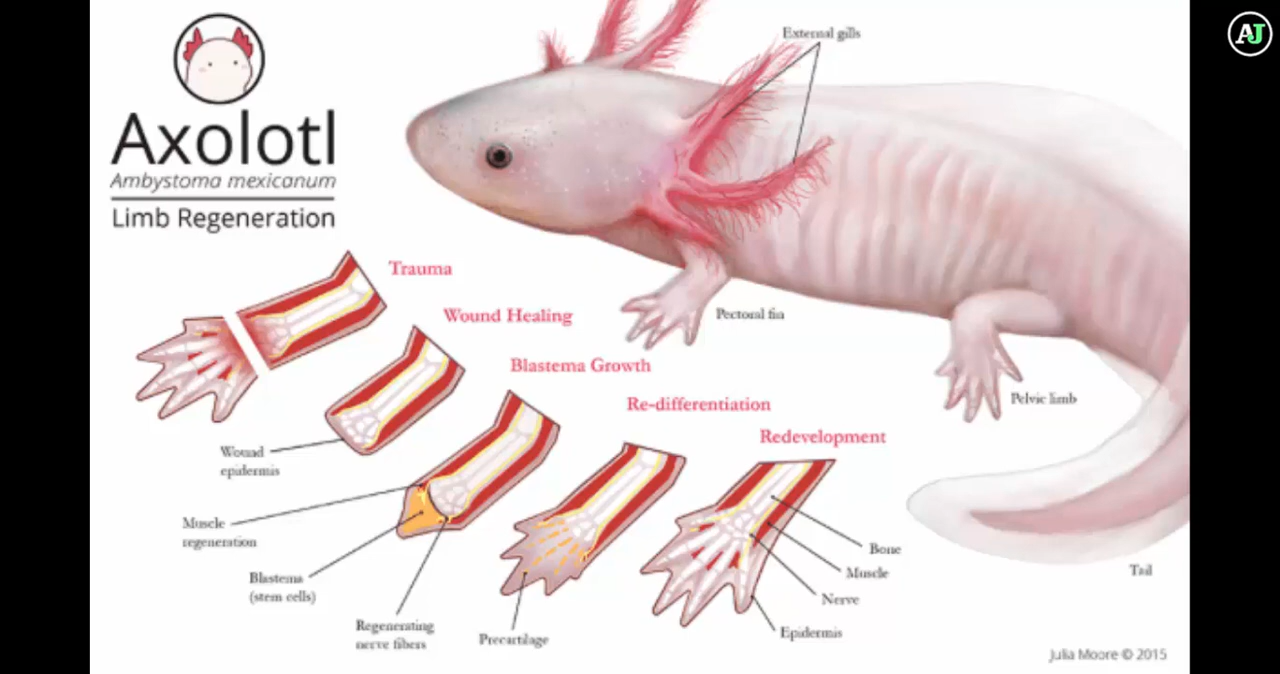 AJ
Axolotl
Ambystoma mexicanum
Limb Regeneration
External gills
Trauma
Wound Healing
Pectoral fin
Blastema Growth
Re-differentiation
Pelvic limb
Redevelopment
Wound
epidermis
Muscle
regeneration
Blastema
(stem cells)
Regenerating
nerve fibers
Precartilage
Bone
Muscle
Nerve
Epidermis
Tail
Julia Moore © 2015